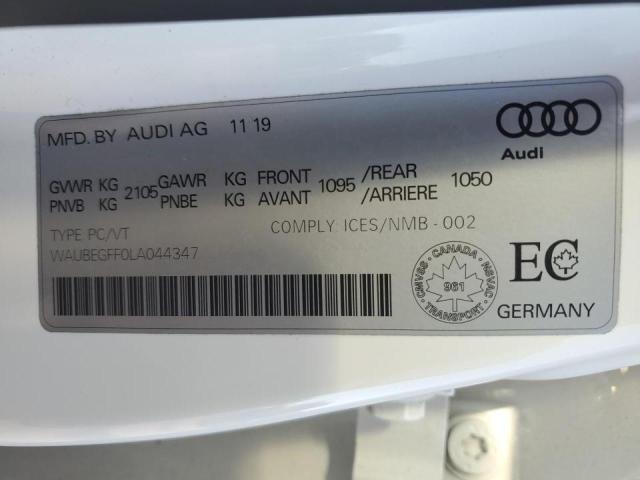 MFD. BY AUDI AG 11 19
Audi
GVWR KG 2105 GAWR KG FRONT 1095 /REAR 1050
PNVB KG PNBE KG AVANT /ARRIERE
TYPE PC/VT
COMPLY ICES/NMB-002
WAUBEGFF0LA044347
CANADA
CMVSS NSVAC
961
TRANSPORT
EC
GERMANY